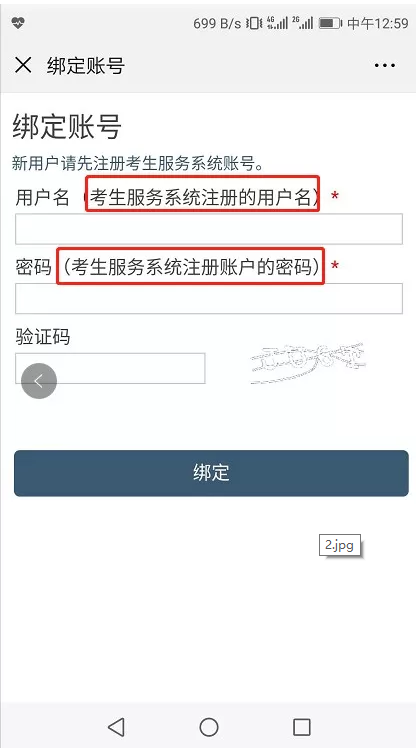 699 B/s 4G 2G 中午12:59
绑定账号
绑定账号
新用户请先注册考生服务系统账号。
用户名（考生服务系统注册的用户名）*
密码（考生服务系统注册账户的密码）*
验证码
绑定
2.jpg